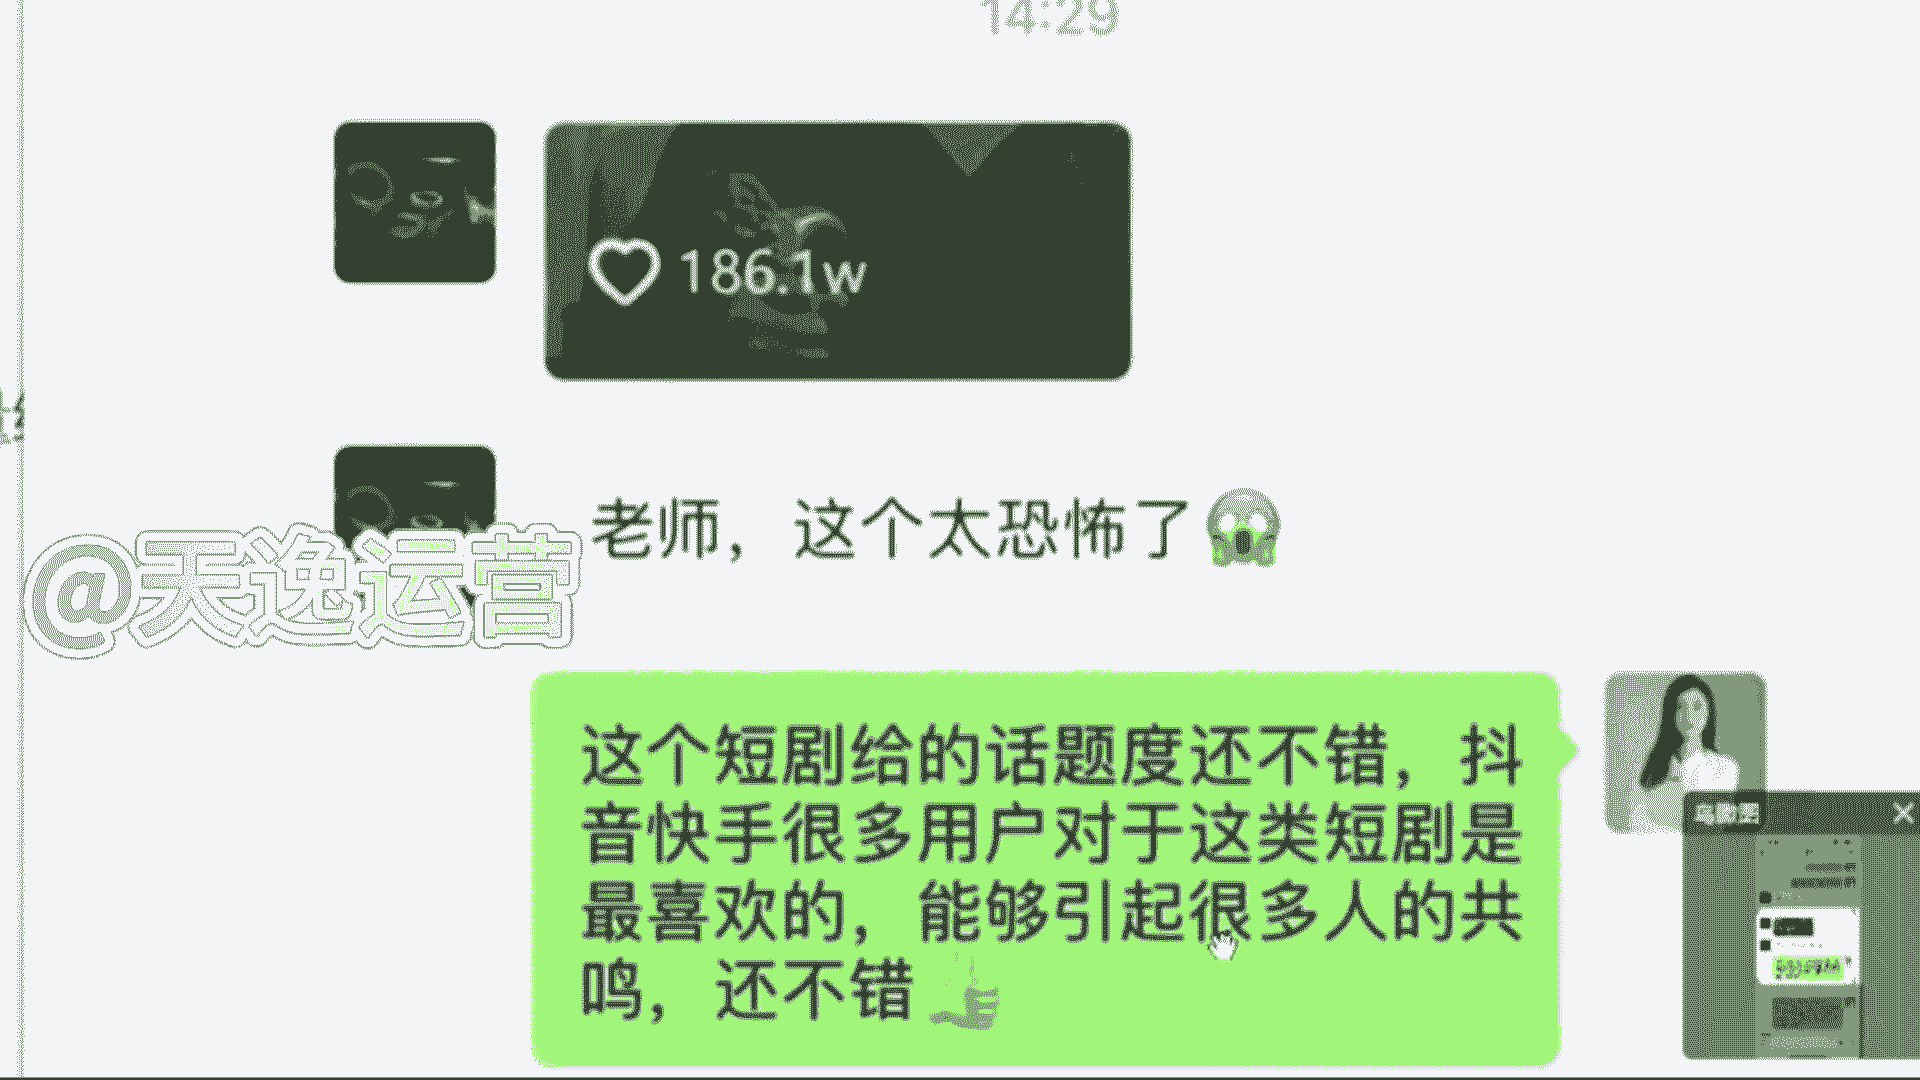 14:29
186.1w
老师，这个太恐怖了😱
@天逸运营
这个短剧给的话题度还不错，抖
音快手很多用户对于这类短剧是
最喜欢的，能够引起很多人的共
鸣，还不错👍
鸟瞰图